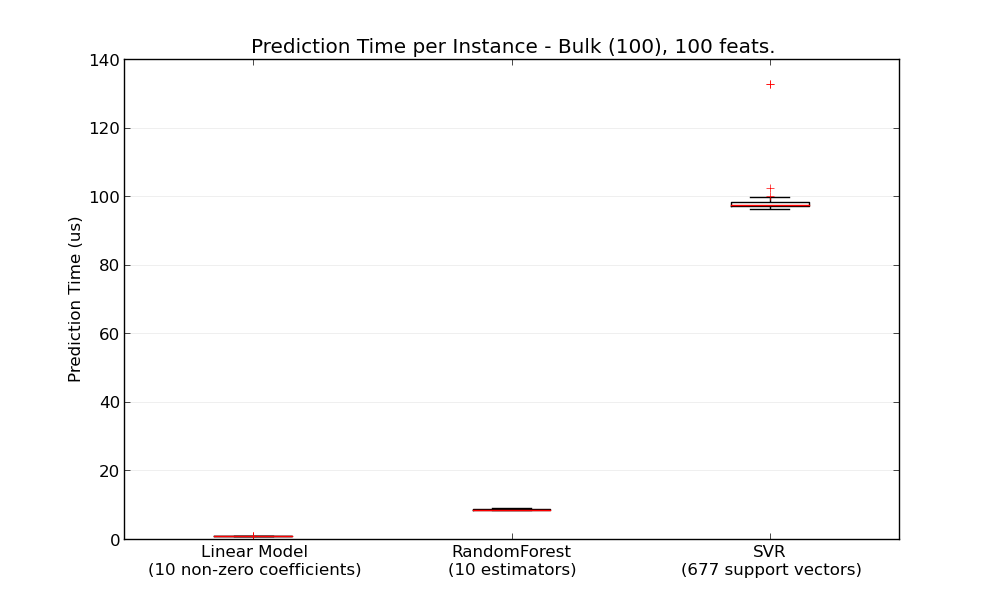 Prediction Time per Instance - Bulk (100), 100 feats.
140
120
100
80
60
40
20
0
Prediction Time (us)
Linear Model
(10 non-zero coefficients)
RandomForest
(10 estimators)
SVR
(677 support vectors)